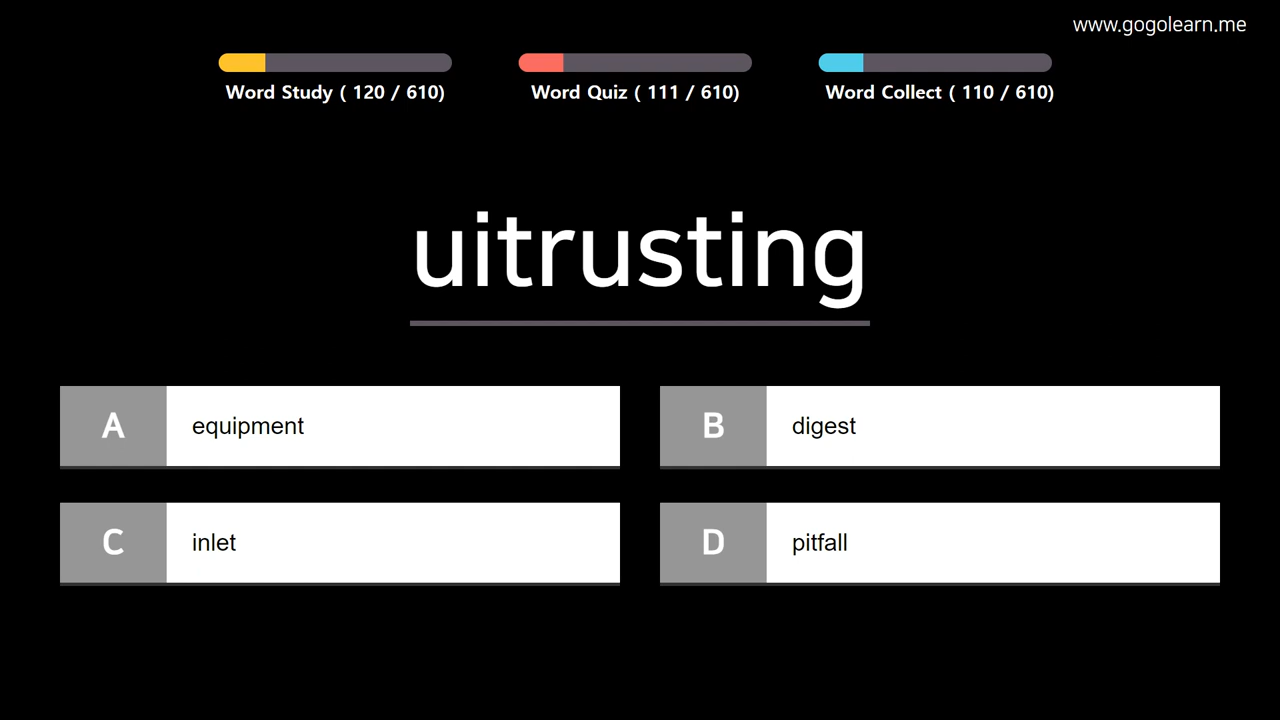 www.gogolearn.me
Word Study ( 120 / 610)
Word Quiz ( 111 / 610)
Word Collect ( 110 / 610)
uitrusting
A equipment
B digest
C inlet
D pitfall